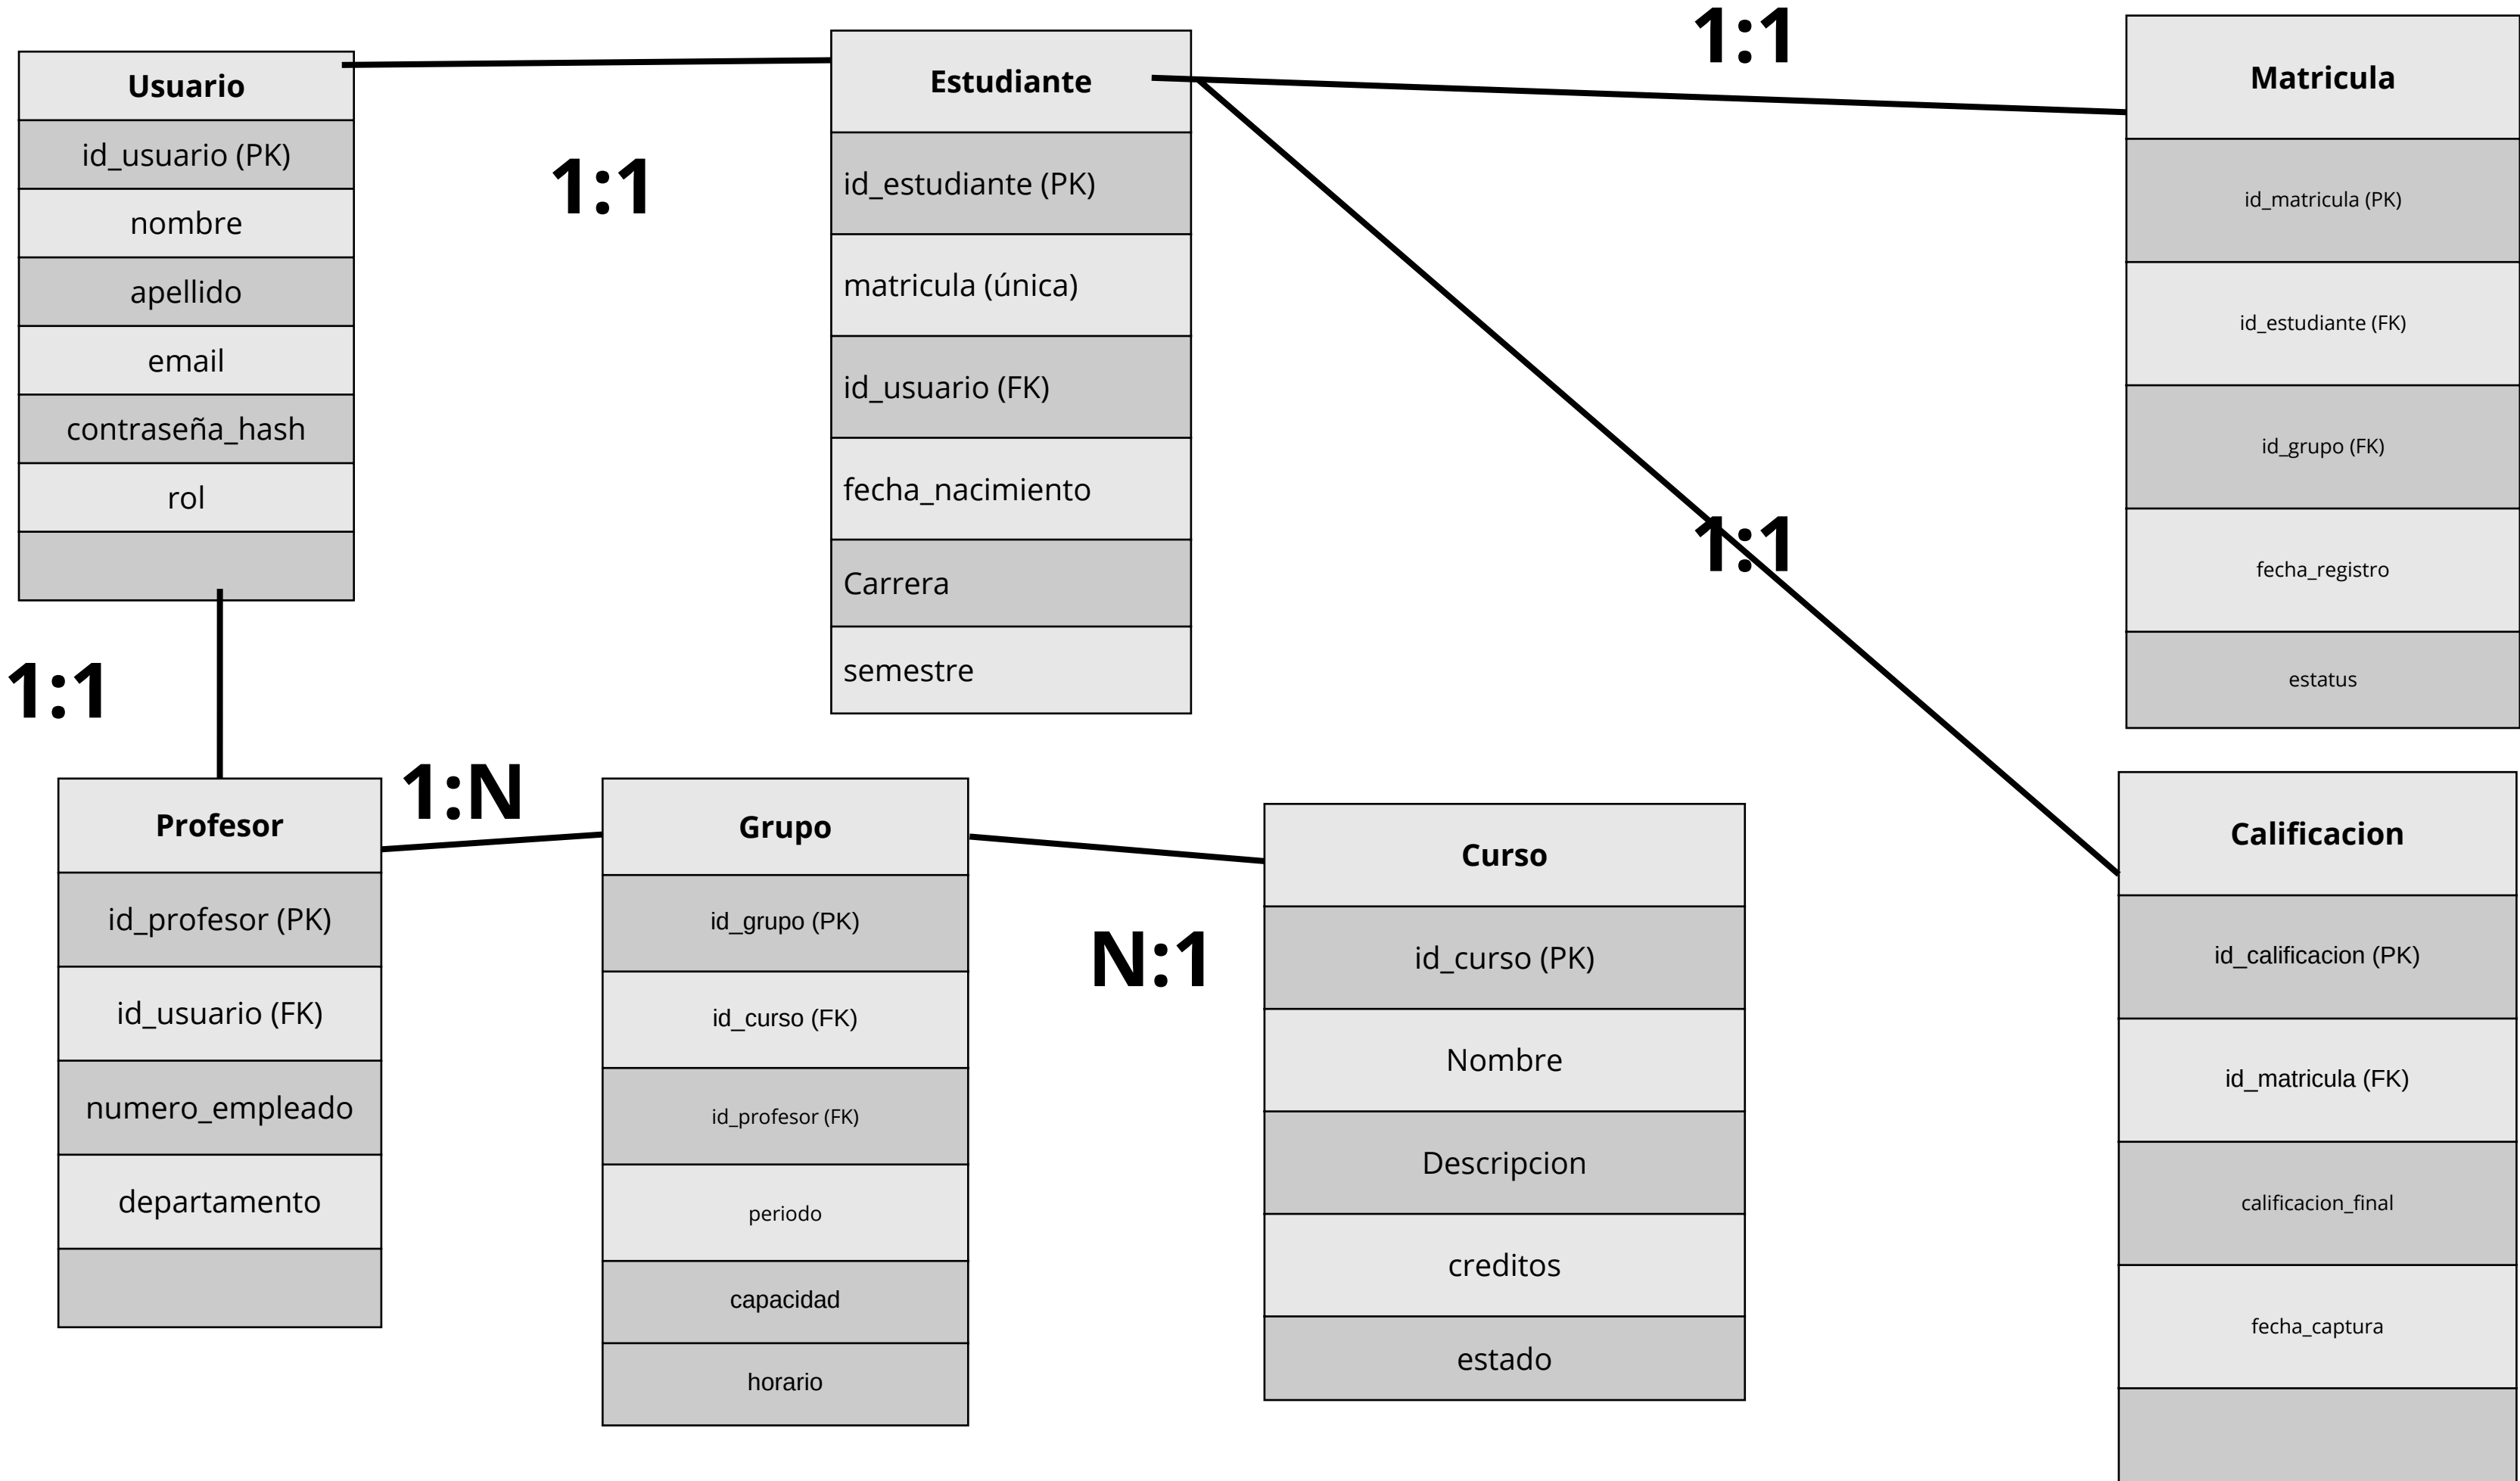 Usuario
id_usuario (PK)
nombre
apellido
email
contraseña_hash
rol
1:1
Estudiante
id_estudiante (PK)
matricula (única)
id_usuario (FK)
fecha_nacimiento
Carrera
semestre
1:1
Matricula
id_matricula (PK)
id_estudiante (FK)
id_grupo (FK)
fecha_registro
estatus
1:1
1:1
Profesor
id_profesor (PK)
id_usuario (FK)
numero_empleado
departamento
1:N
Grupo
id_grupo (PK)
id_curso (FK)
id_profesor (FK)
periodo
capacidad
horario
N:1
Curso
id_curso (PK)
Nombre
Descripcion
creditos
estado
Calificacion
id_calificacion (PK)
id_matricula (FK)
calificacion_final
fecha_captura